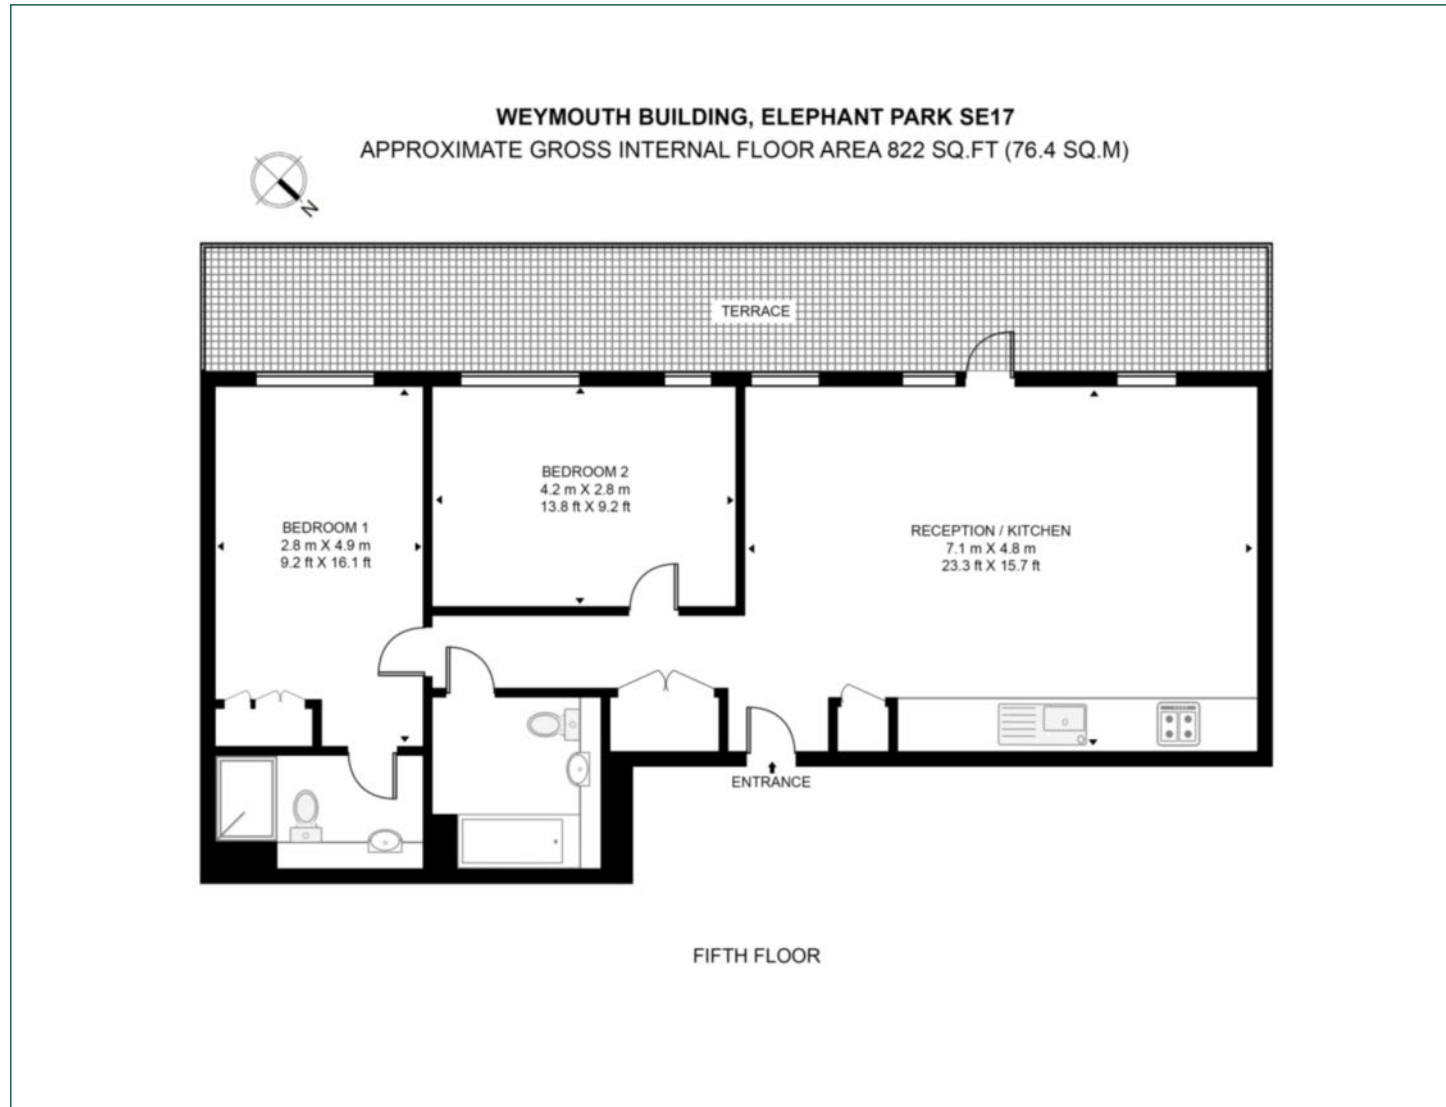 WEYMOUTH BUILDING, ELEPHANT PARK SE17
APPROXIMATE GROSS INTERNAL FLOOR AREA 822 SQ.FT (76.4 SQ.M)
N
TERRACE
BEDROOM 1
2.8 m X 4.9 m
9.2 ft X 16.1 ft
BEDROOM 2
4.2 m X 2.8 m
13.8 ft X 9.2 ft
RECEPTION / KITCHEN
7.1 m X 4.8 m
23.3 ft X 15.7 ft
ENTRANCE
FIFTH FLOOR